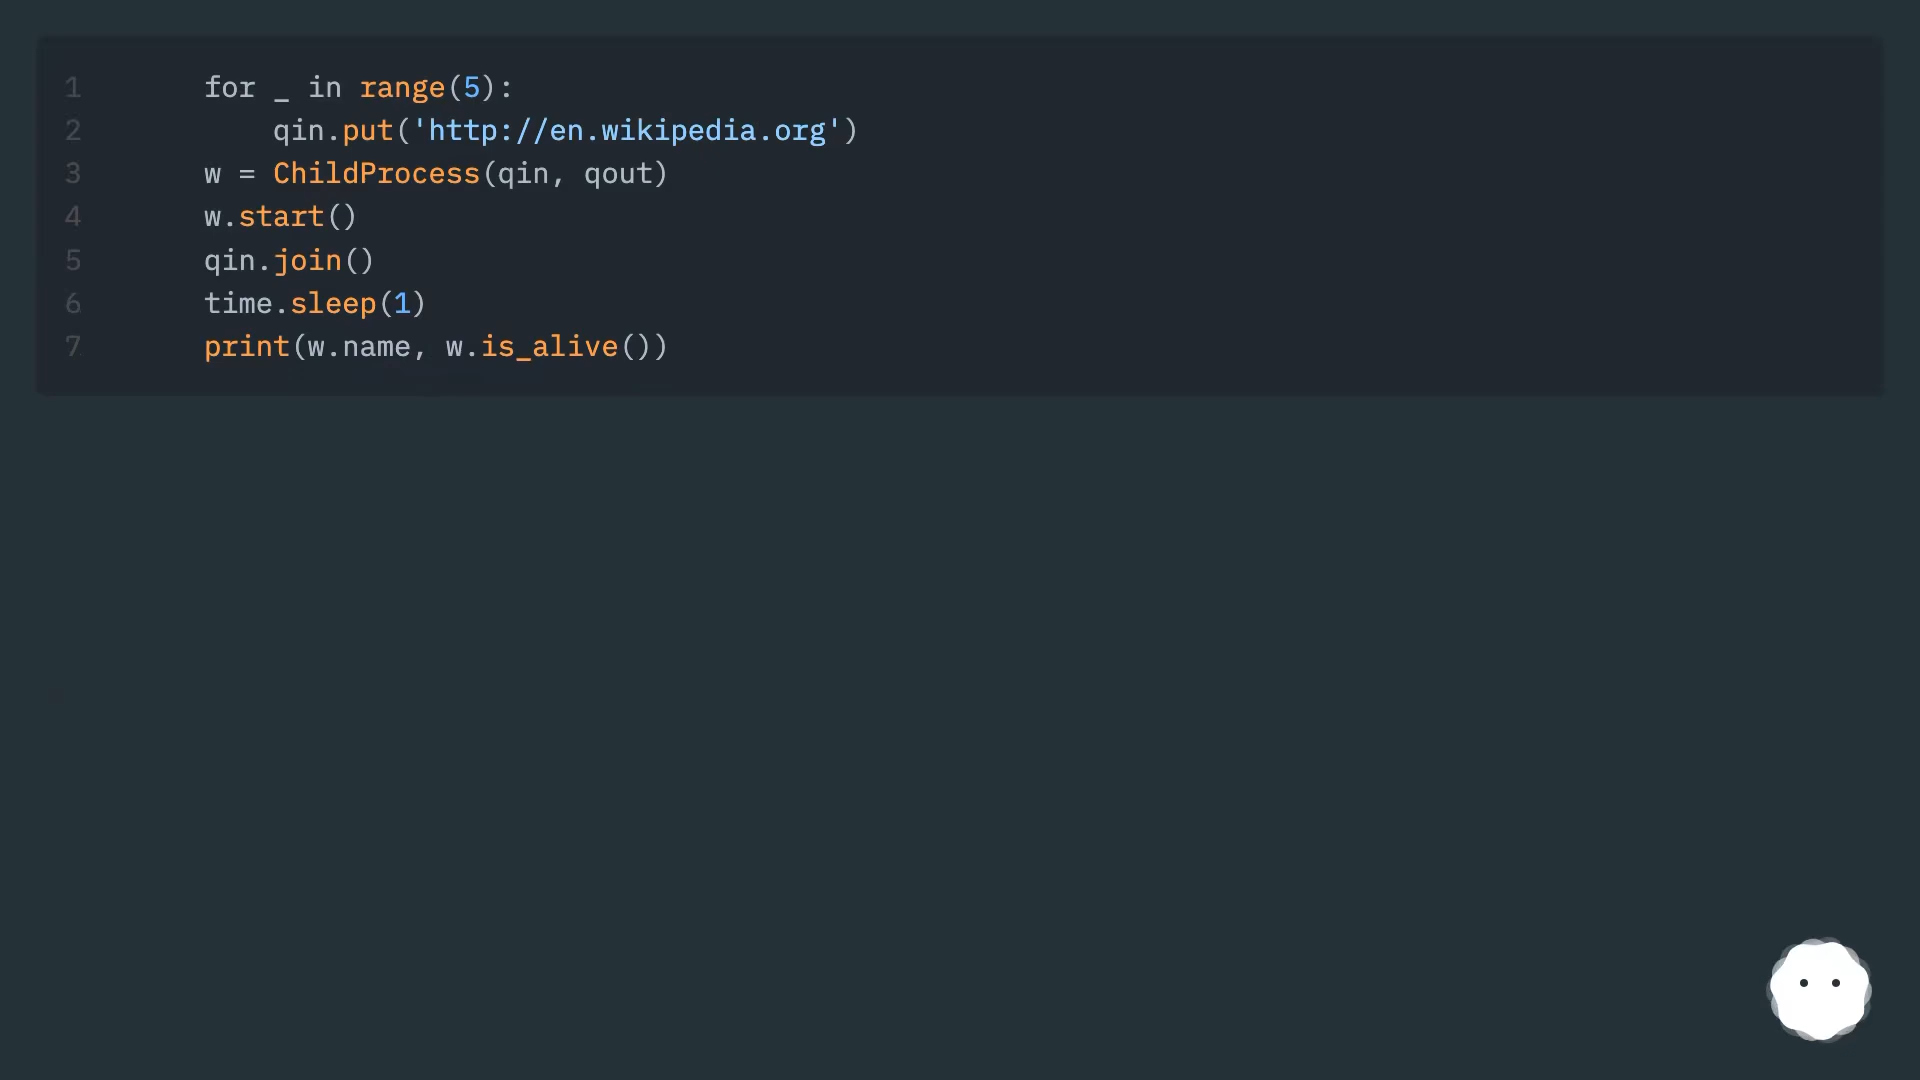 1 for _ in range(5):
2 qin.put('http://en.wikipedia.org')
3 w = ChildProcess(qin, qout)
4 w.start()
5 qin.join()
6 time.sleep(1)
7 print(w.name, w.is_alive())